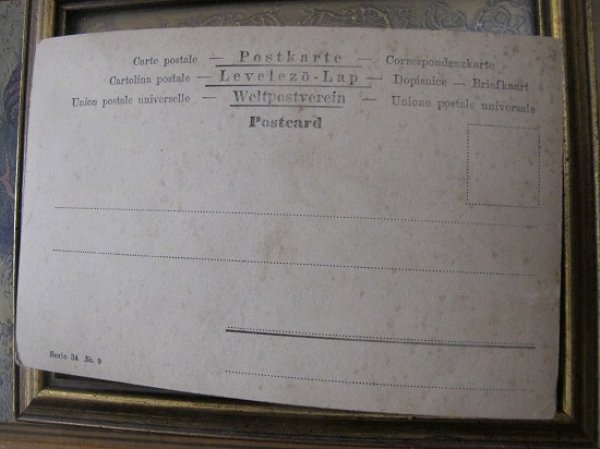 Carte postale — Postkarte — Correspondenzkarte
Cartolina postale — Levelező-Lap — Dopisnice — Briefkaart
Union postale universelle — Weltpostverein — Unione postale universale
Postcard
Serie 34 No. 9